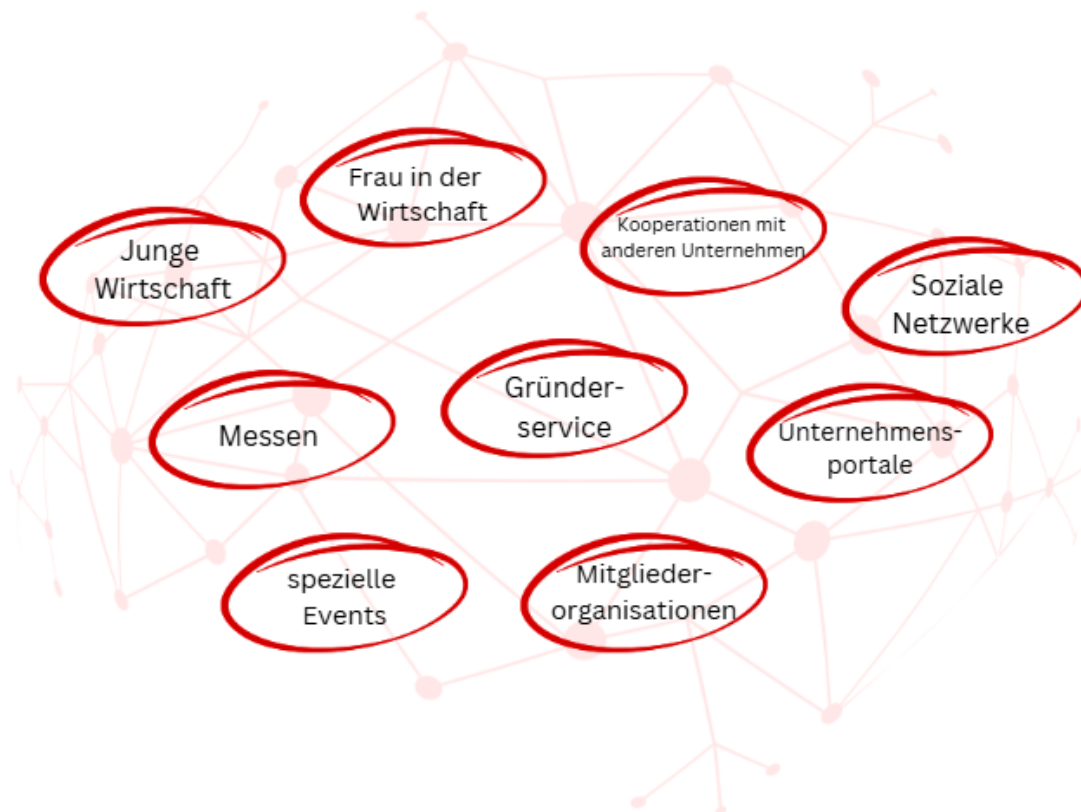 Frau in der
Wirtschaft
Kooperationen mit
anderen Unternehmen
Junge
Wirtschaft
Soziale
Netzwerke
Gründer-
service
Messen
Unternehmens-
portale
spezielle
Events
Mitglieder-
organisationen